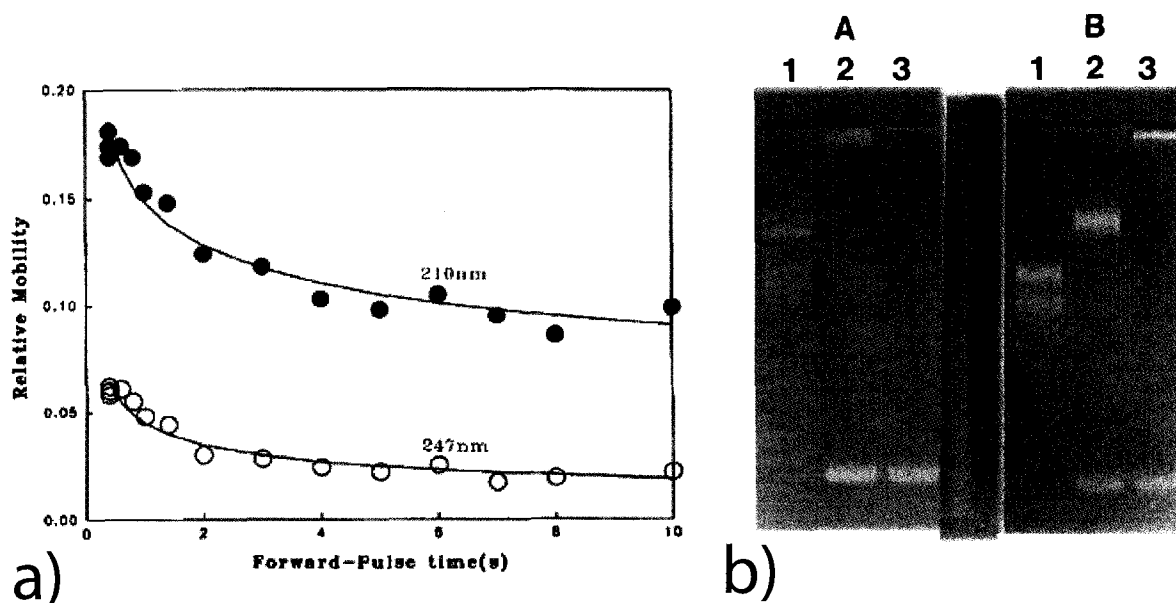 Relative Mobility
0.20
0.15
0.10
0.05
0.00
210nm
247nm
0 2 4 6 8 10
Forward-Pulse time(s)
a)
A B
1 2 3 1 2 3
b)